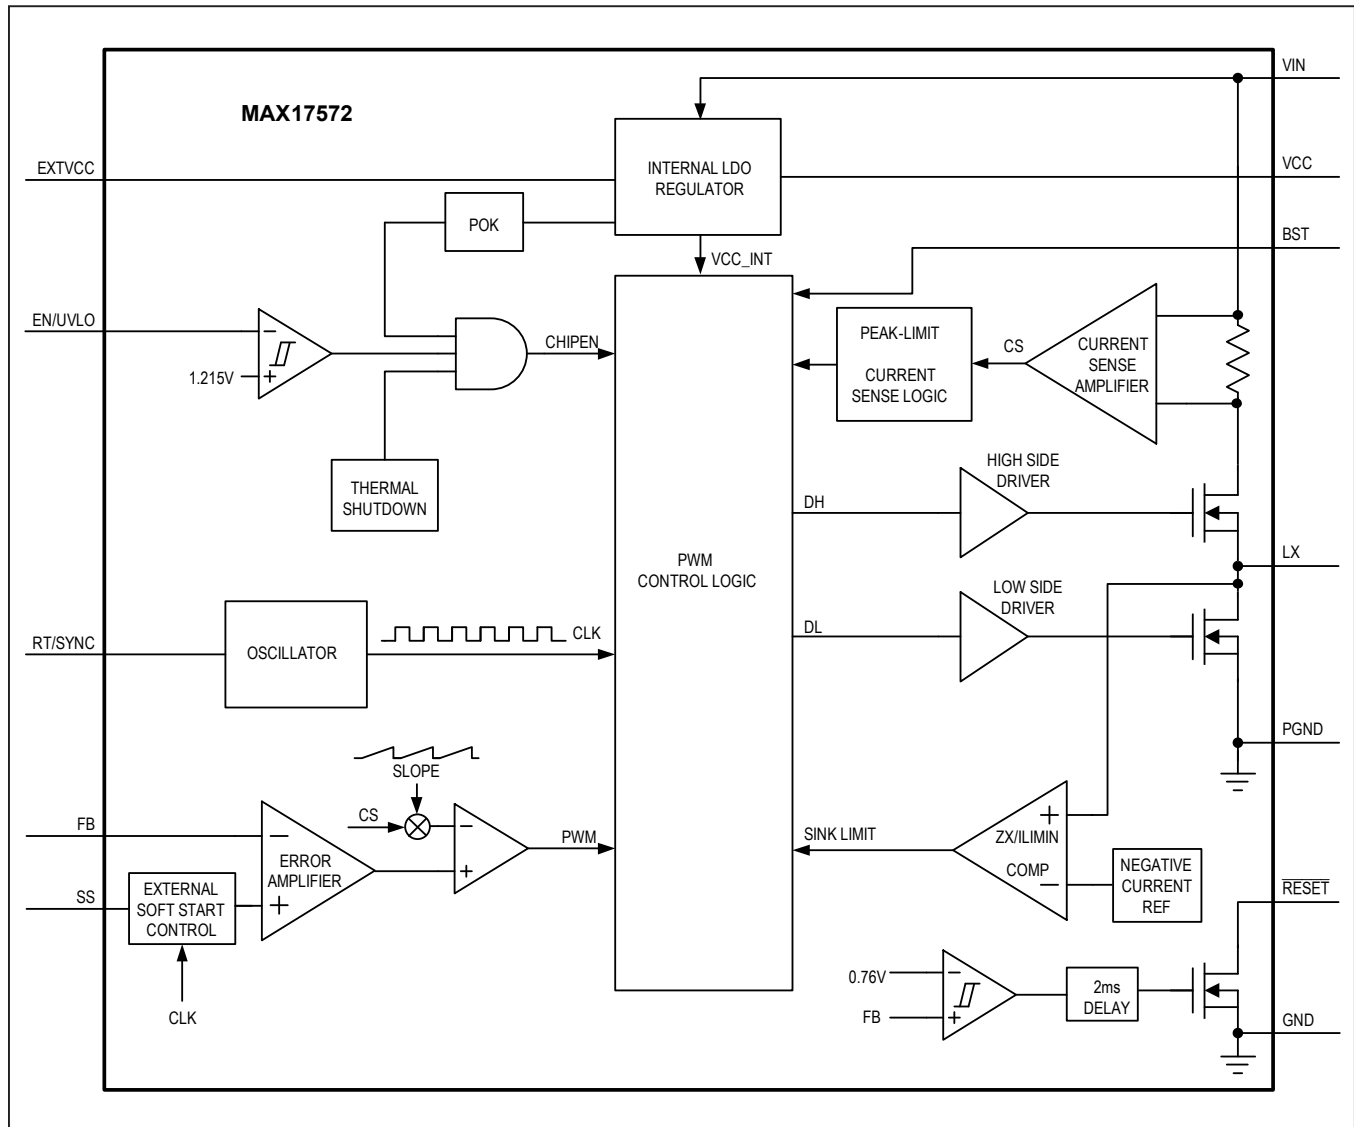 MAX17572
VIN
EXTVCC
INTERNAL LDO
REGULATOR
VCC
POK
BST
VCC_INT
EN/UVLO
−
1.215V
+
CHIPEN
PEAK-LIMIT
CURRENT
SENSE LOGIC
CS
CURRENT
SENSE
AMPLIFIER
THERMAL
SHUTDOWN
HIGH SIDE
DRIVER
DH
LX
PWM
CONTROL LOGIC
LOW SIDE
DRIVER
DL
RT/SYNC
OSCILLATOR
CLK
PGND
SLOPE
CS
−
+
PWM
FB
−
ERROR
AMPLIFIER
+
SS
EXTERNAL
SOFT START
CONTROL
CLK
SINK LIMIT
+
ZX/ILIMIN
COMP
−
NEGATIVE
CURRENT
REF
RESET
0.76V
−
FB
+
2ms
DELAY
GND